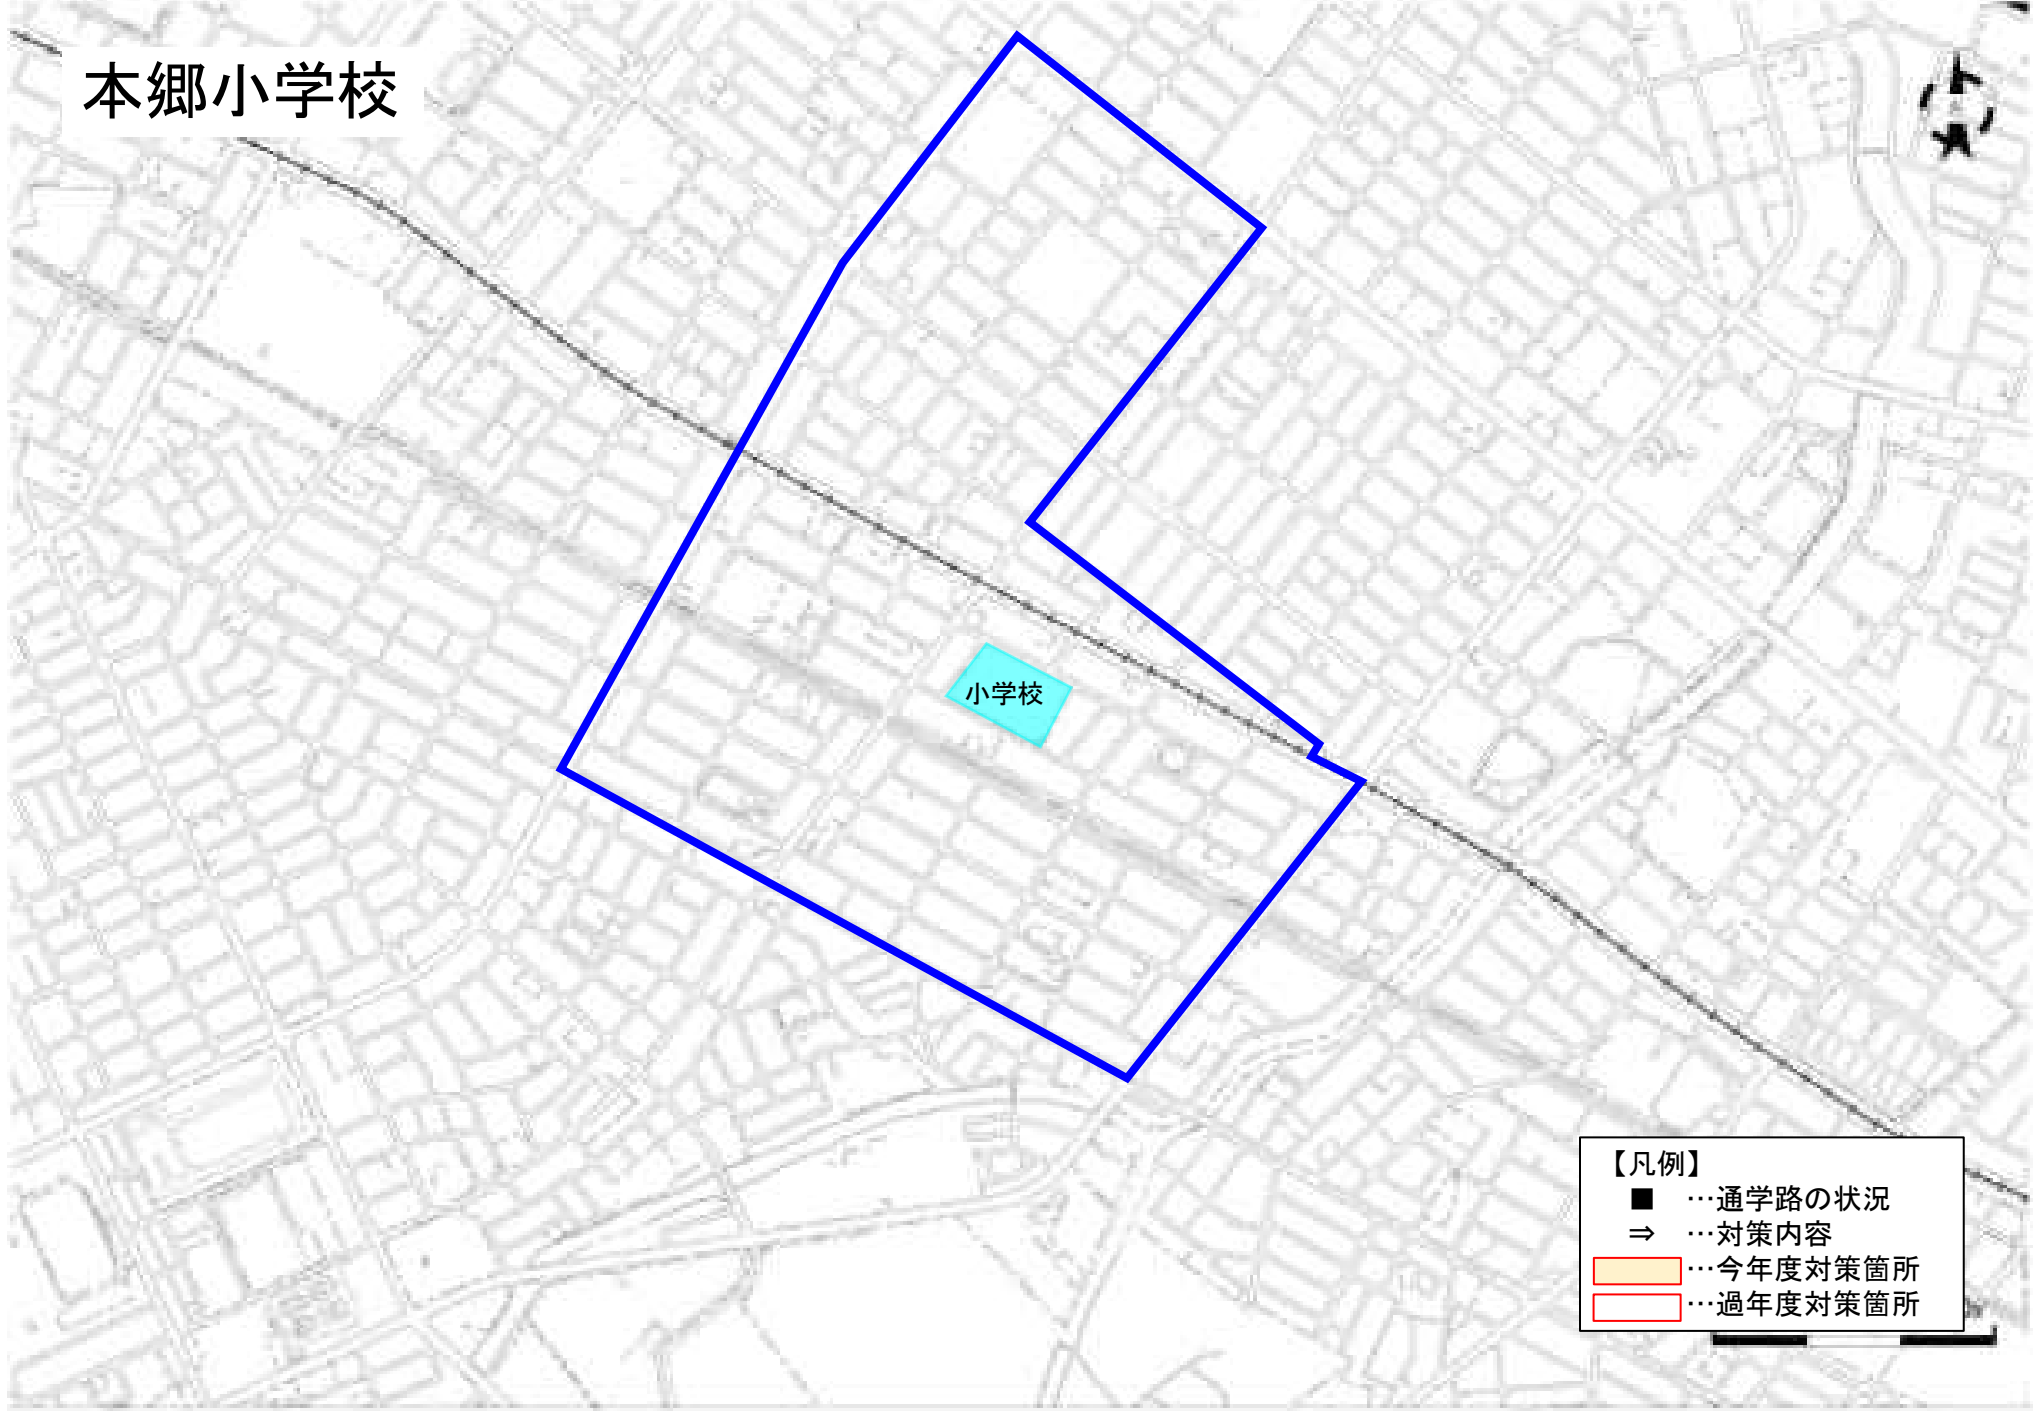 本郷小学校
小学校
【凡例】
■ …通学路の状況
⇒ …対策内容
…今年度対策箇所
…過年度対策箇所